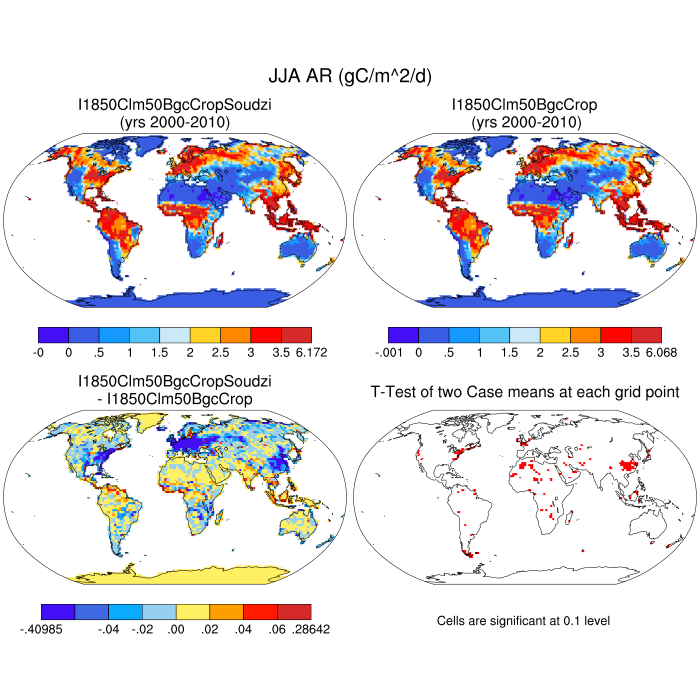 JJA AR (gC/m^2/d)
I1850Clm50BgcCropSoudzi
(yrs 2000-2010)
I1850Clm50BgcCrop
(yrs 2000-2010)
-0 0 .5 1 1.5 2 2.5 3 3.5 6.172
-.001 0 .5 1 1.5 2 2.5 3 3.5 6.068
I1850Clm50BgcCropSoudzi
- I1850Clm50BgcCrop
T-Test of two Case means at each grid point
-.40985 -.04 -.02 .00 .02 .04 .06 .28642
Cells are significant at 0.1 level